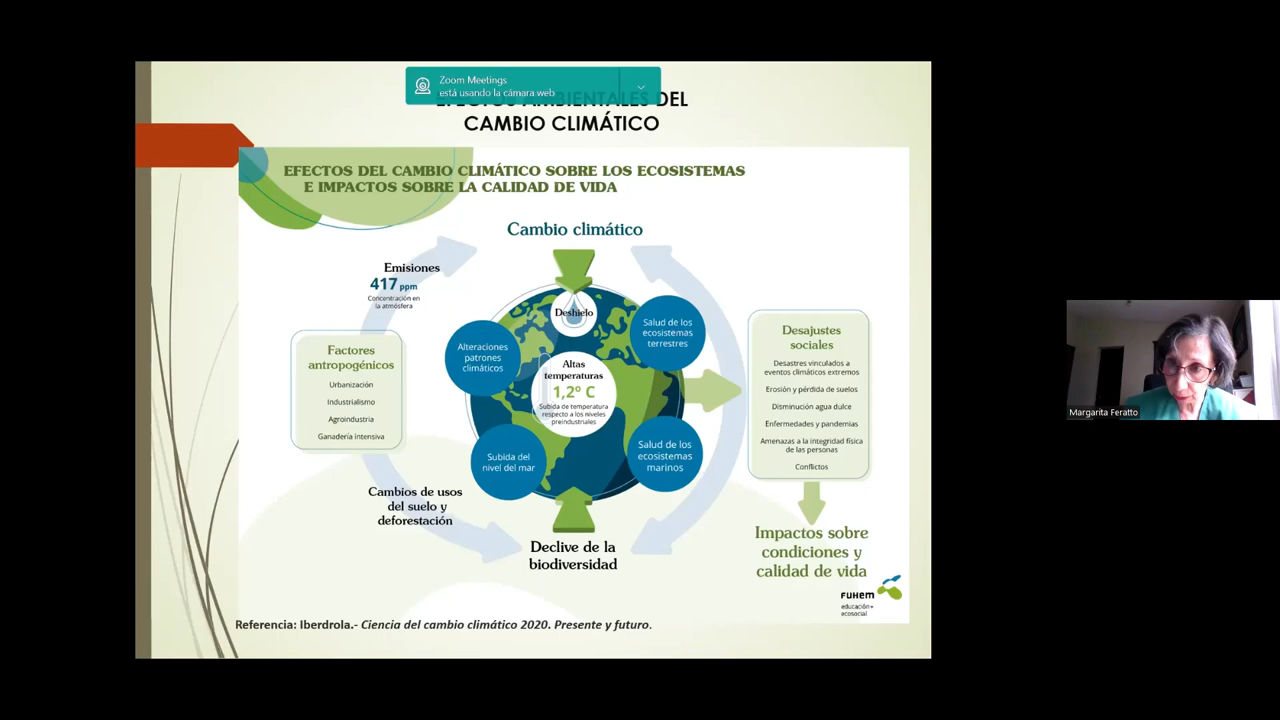 Zoom Meetings
está usando la cámara web
EFECTOS AMBIENTALES DEL
CAMBIO CLIMÁTICO
EFECTOS DEL CAMBIO CLIMÁTICO SOBRE LOS ECOSISTEMAS
E IMPACTOS SOBRE LA CALIDAD DE VIDA
Cambio climático
Emisiones
417 ppm
Concentración en
la atmósfera
Factores
antropogénicos
Urbanización
Industrialismo
Agroindustria
Ganadería intensiva
Cambios de usos
del suelo y
deforestación
Deshielo
Alteraciones
patrones
climáticos
Salud de los
ecosistemas
terrestres
Altas
temperaturas
1,2º C
Subida de temperatura
respecto a los niveles
preindustriales
Subida del
nivel del mar
Salud de los
ecosistemas
marinos
Declive de la
biodiversidad
Desajustes
sociales
Desastres vinculados a
eventos climáticos extremos
Erosión y pérdida de suelos
Disminución agua dulce
Enfermedades y pandemias
Amenazas a la integridad física
de las personas
Conflictos
Impactos sobre
condiciones y
calidad de vida
FUHEM
educación+
ecosocial
Referencia: Iberdrola.- Ciencia del cambio climático 2020. Presente y futuro.
Margarita Feratto